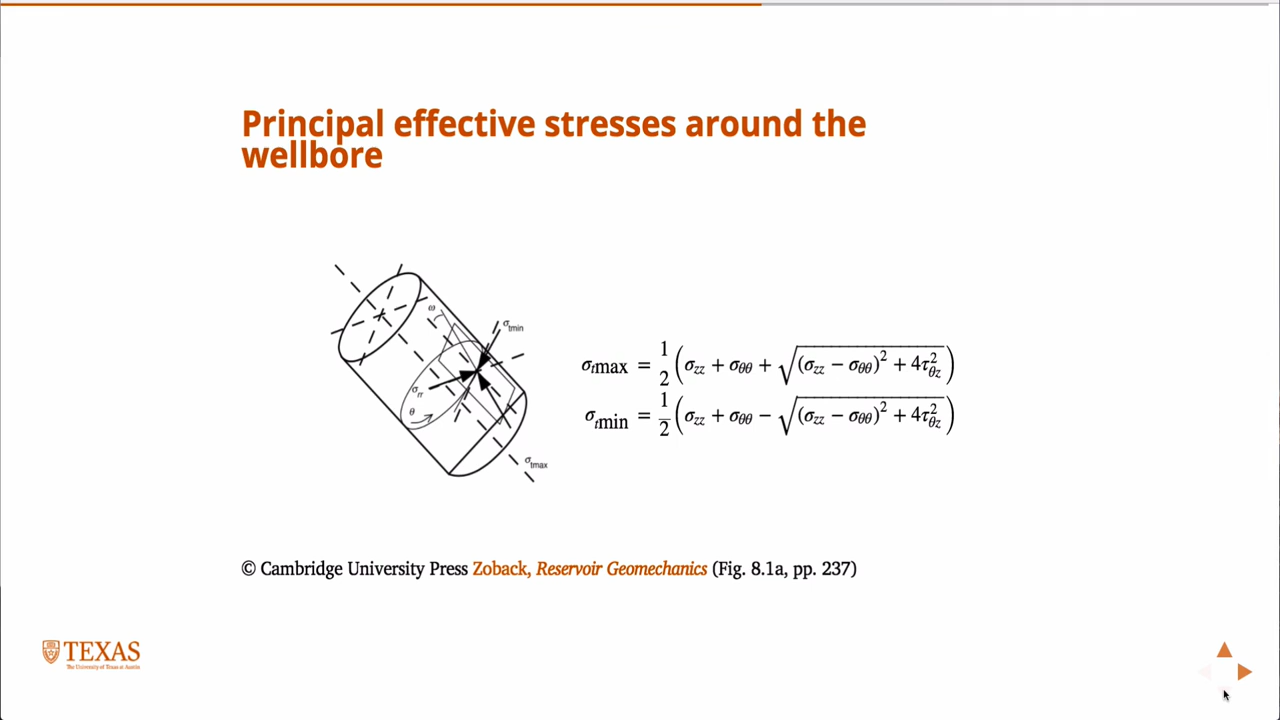 Principal effective stresses around the
wellbore
ω
σtmin
σrr
θ
σtmax
σₜmax = 1/2 (σzz + σθθ + √((σzz − σθθ)² + 4τ²θz))
σₜmin = 1/2 (σzz + σθθ − √((σzz − σθθ)² + 4τ²θz))
© Cambridge University Press Zoback, Reservoir Geomechanics (Fig. 8.1a, pp. 237)
TEXAS
The University of Texas at Austin